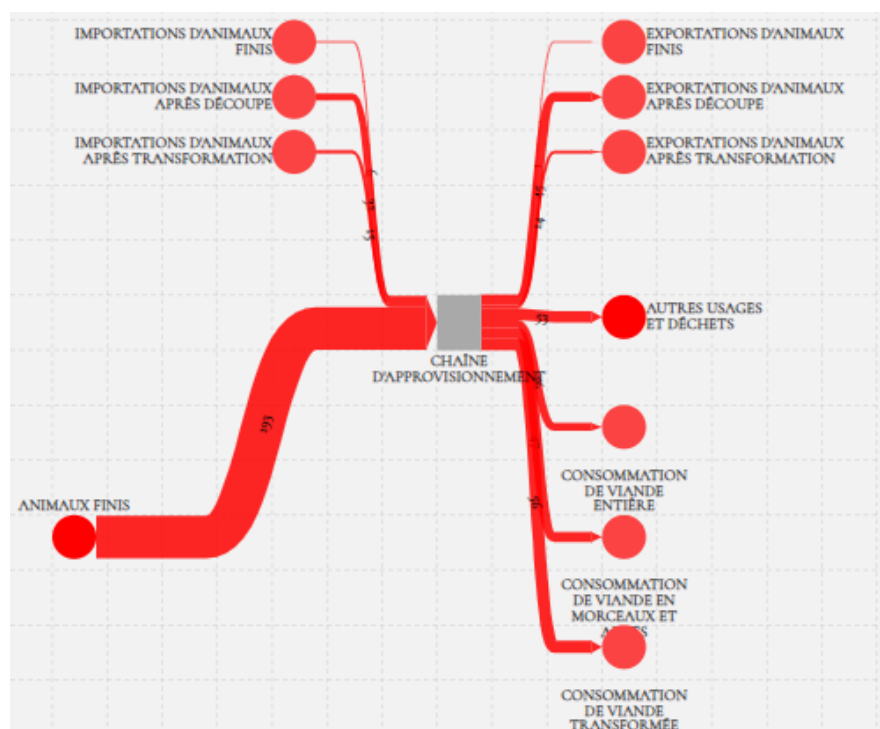 IMPORTATIONS D'ANIMAUX
FINIS
IMPORTATIONS D'ANIMAUX
APRÈS DÉCOUPE
IMPORTATIONS D'ANIMAUX
APRÈS TRANSFORMATION
EXPORTATIONS D'ANIMAUX
FINIS
EXPORTATIONS D'ANIMAUX
APRÈS DÉCOUPE
EXPORTATIONS D'ANIMAUX
APRÈS TRANSFORMATION
AUTRES USAGES
ET DÉCHETS
53
CHAÎNE
D'APPROVISIONNEMENT
193
ANIMAUX FINIS
CONSOMMATION
DE VIANDE
ENTIÈRE
CONSOMMATION
DE VIANDE EN
MORCEAUX ET
CONSOMMATION
DE VIANDE
TRANSFORMÉE